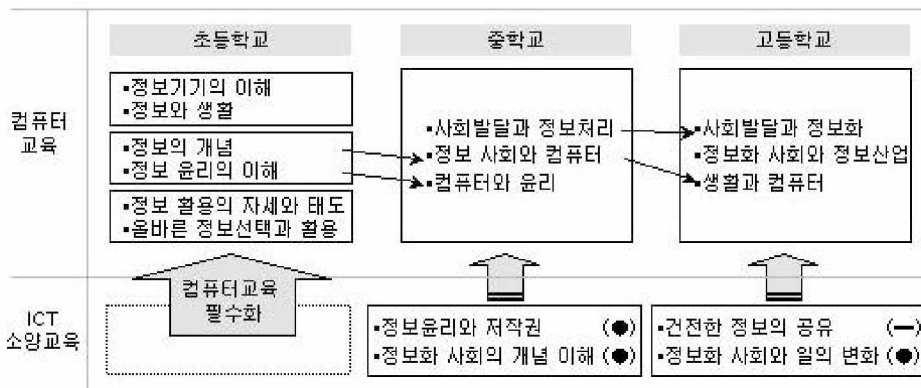 초등학교
중학교
고등학교
컴퓨터
교육
▪정보기기의 이해
▪정보와 생활
▪정보의 개념
▪정보 윤리의 이해
▪정보 활용의 자세와 태도
▪올바른 정보선택과 활용
▪사회발달과 정보처리
▪정보 사회와 컴퓨터
▪컴퓨터와 윤리
▪사회발달과 정보화
▪정보화 사회와 정보산업
▪생활과 컴퓨터
ICT
소양교육
컴퓨터교육
필수화
▪정보윤리와 저작권 (●)
▪정보화 사회의 개념 이해 (●)
▪건전한 정보의 공유 (—)
▪정보화 사회와 일의 변화 (●)